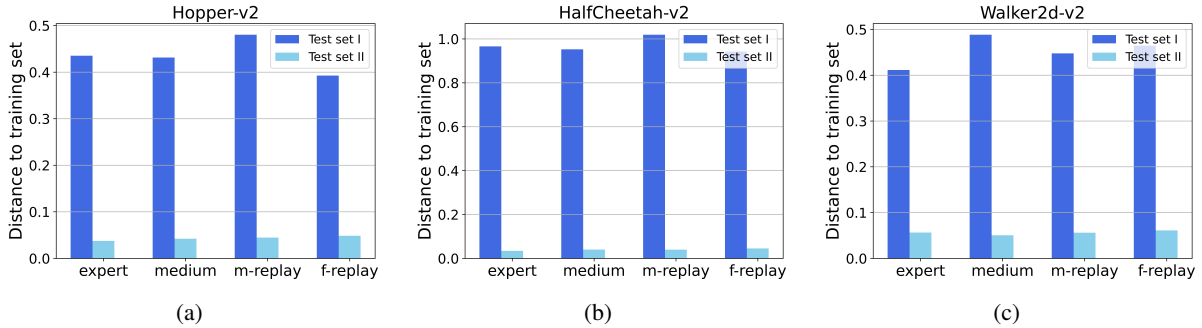 Hopper-v2
Distance to training set
0.5
0.4
0.3
0.2
0.1
0.0
Test set I
Test set II
expert medium m-replay f-replay
(a)
HalfCheetah-v2
Distance to training set
1.0
0.8
0.6
0.4
0.2
0.0
Test set I
Test set II
expert medium m-replay f-replay
(b)
Walker2d-v2
Distance to training set
0.5
0.4
0.3
0.2
0.1
0.0
Test set I
Test set II
expert medium m-replay f-replay
(c)